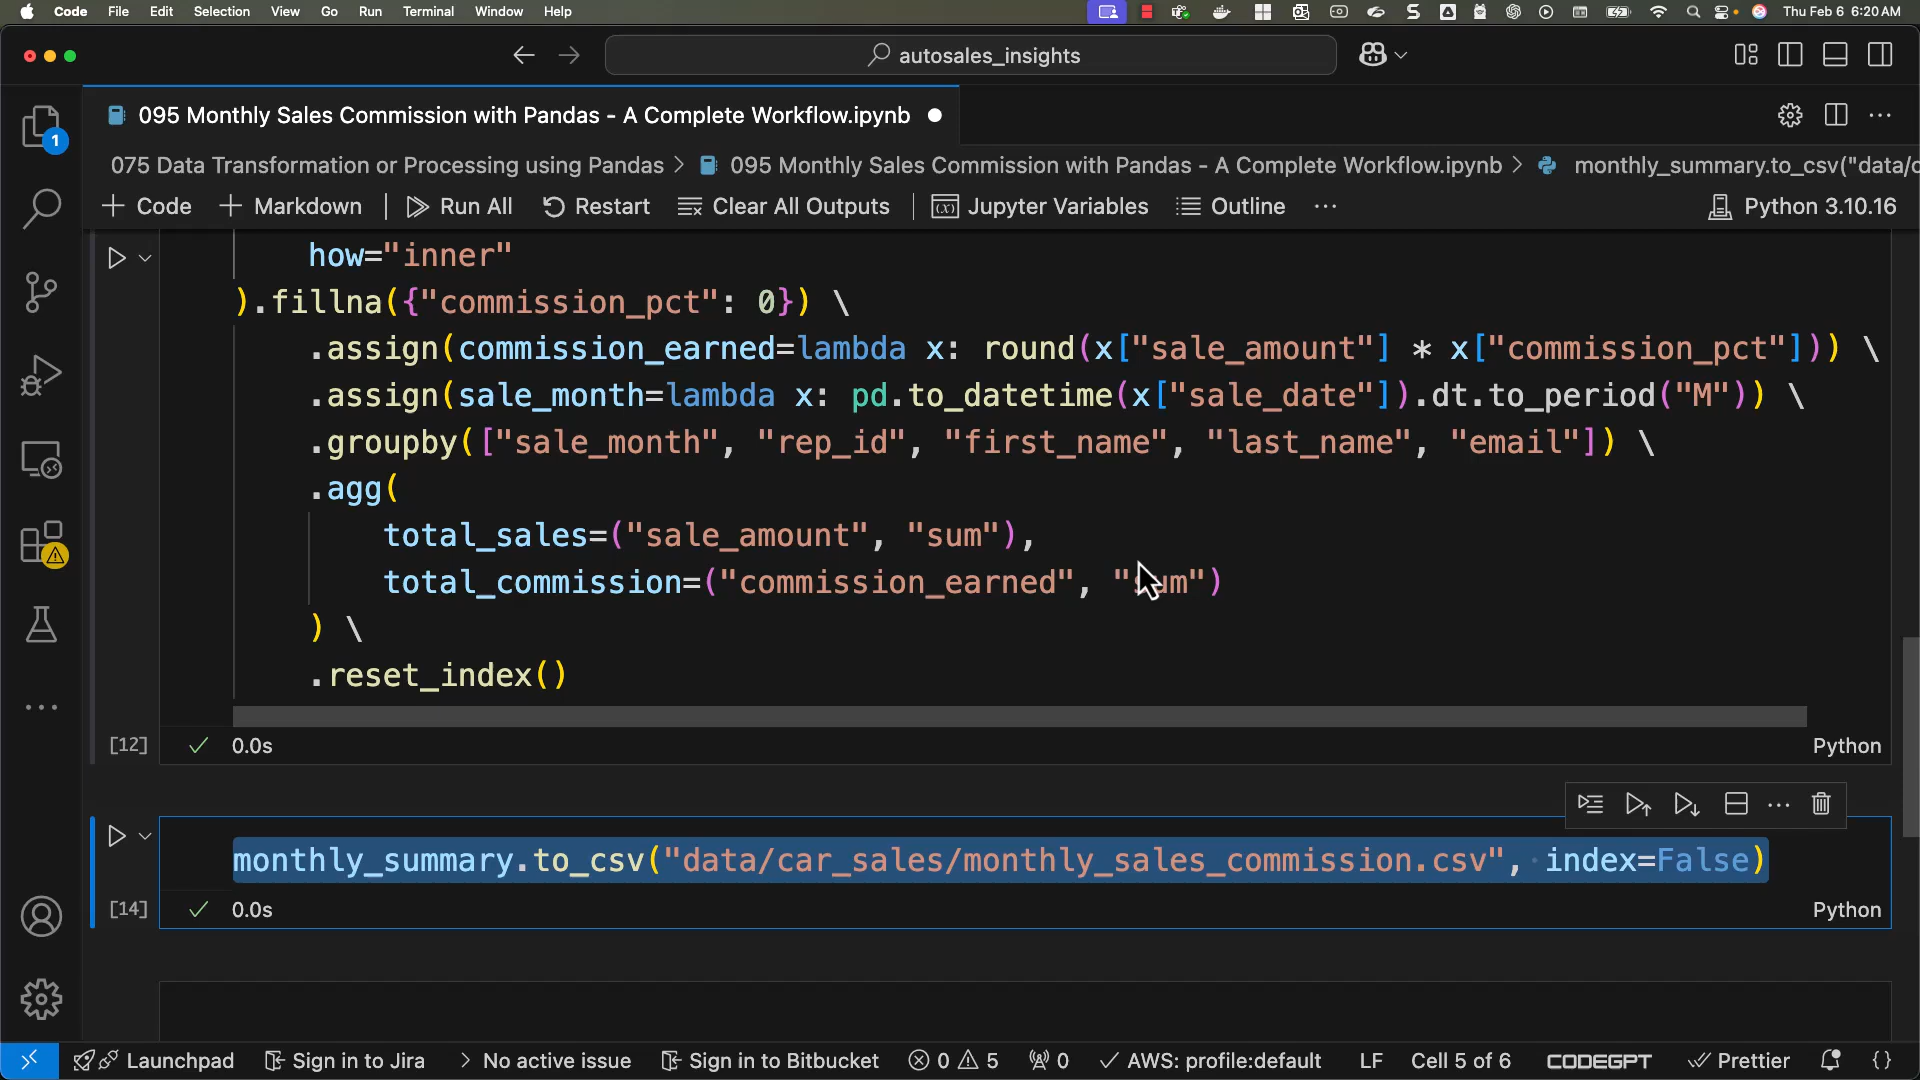 Code File Edit Selection View Go Run Terminal Window Help Thu Feb 6 6:20 AM
autosales_insights
095 Monthly Sales Commission with Pandas - A Complete Workflow.ipynb
075 Data Transformation or Processing using Pandas > 095 Monthly Sales Commission with Pandas - A Complete Workflow.ipynb > monthly_summary.to_csv("data/c
+ Code + Markdown Run All Restart Clear All Outputs Jupyter Variables Outline ... Python 3.10.16
1
how="inner"
).fillna({"commission_pct": 0}) \
.assign(commission_earned=lambda x: round(x["sale_amount"] * x["commission_pct"])) \
.assign(sale_month=lambda x: pd.to_datetime(x["sale_date"]).dt.to_period("M")) \
.groupby(["sale_month", "rep_id", "first_name", "last_name", "email"]) \
.agg(
total_sales=("sale_amount", "sum"),
total_commission=("commission_earned", "sum")
) \
.reset_index()
[12] 0.0s Python
monthly_summary.to_csv("data/car_sales/monthly_sales_commission.csv", index=False)
[14] 0.0s Python
Launchpad Sign in to Jira > No active issue Sign in to Bitbucket 0 5 0 AWS: profile:default LF Cell 5 of 6 CODEGPT Prettier {}